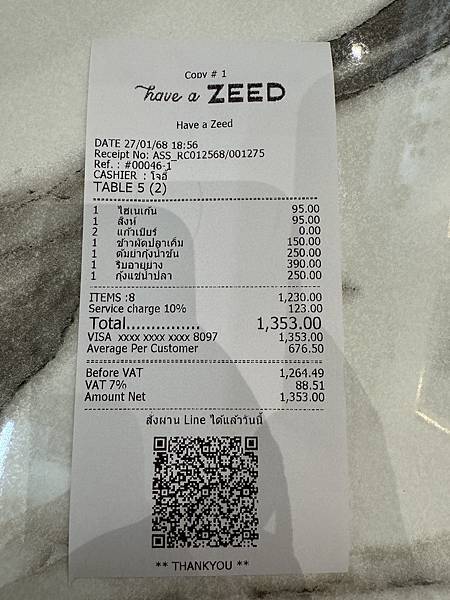 Copy # 1
have a ZEED
Have a Zeed
DATE 27/01/68 18:56
Receipt No: ASS_RC012568/001275
Ref. : #00046-1
CASHIER : โจอี้
TABLE 5 (2)
1 ไฮเนเก้น 95.00
1 สิงห์ 95.00
2 แก้วเบียร์ 0.00
1 ข้าวผัดปลาเค็ม 150.00
1 ต้มยำกุ้งน้ำข้น 250.00
1 ริบอายย่าง 390.00
1 กุ้งแช่น้ำปลา 250.00
ITEMS :8 1,230.00
Service charge 10% 123.00
Total............... 1,353.00
VISA xxxx xxxx xxxx 8097 1,353.00
Average Per Customer 676.50
Before VAT 1,264.49
VAT 7% 88.51
Amount Net 1,353.00
สั่งผ่าน Line ได้แล้ววันนี้
** THANKYOU **